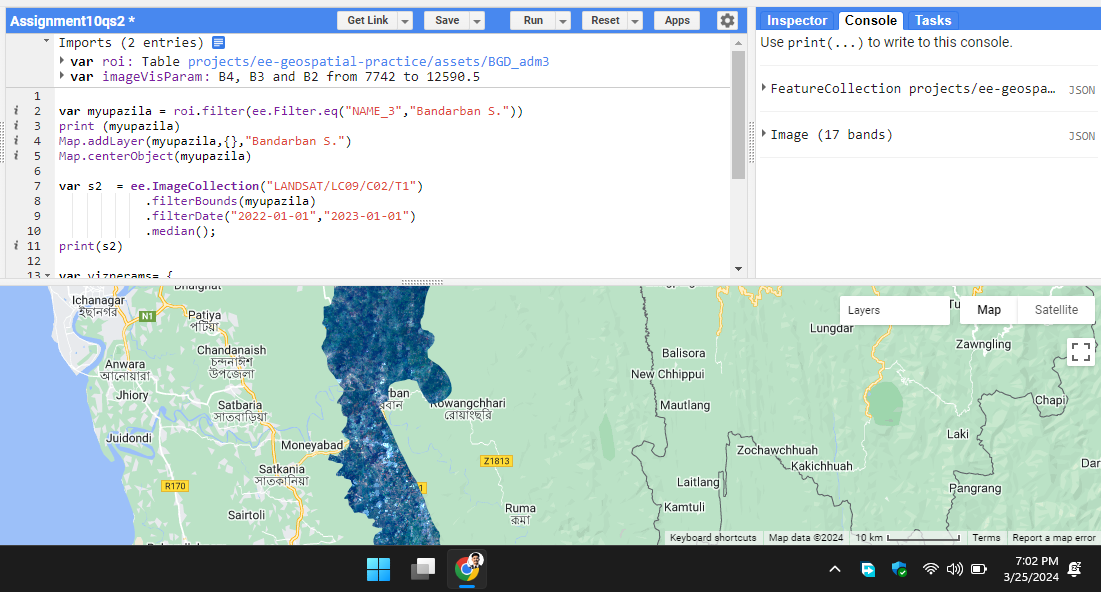 Assignment10qs2 *
Get Link
Save
Run
Reset
Apps
Inspector
Console
Tasks
Imports (2 entries)
var roi: Table projects/ee-geospatial-practice/assets/BGD_adm3
var imageVisParam: B4, B3 and B2 from 7742 to 12590.5
1
i 2 var myupazila = roi.filter(ee.Filter.eq("NAME_3","Bandarban S."))
i 3 print (myupazila)
i 4 Map.addLayer(myupazila,{},"Bandarban S.")
i 5 Map.centerObject(myupazila)
6
7 var s2  = ee.ImageCollection("LANDSAT/LC09/C02/T1")
8 .filterBounds(myupazila)
9 .filterDate("2022-01-01","2023-01-01")
10 .median();
i 11 print(s2)
12
13 var vizperams= {
Use print(...) to write to this console.
FeatureCollection projects/ee-geospa…
JSON
Image (17 bands)
JSON
Ichanagar
ইছানগর
N1
Patiya
পটিয়া
Chandanaish
চন্দনাঈশ
উপজেলা
Anwara
আনোয়ারা
Jhiory
Satbaria
সাতবাড়িয়া
Juidondi
Moneyabad
Satkania
সাতকানিয়া
R170
Sairtoli
rban
বান
Rowangchhari
রোয়াংছরি
Z1813
1
Ruma
রুমা
Balisora
New Chhippui
Mautlang
Zochawchhuah
Kakichhuah
Laitlang
Kamtuli
Lungdar
Zawngling
Chapi
Laki
Dar
Pangrang
Layers
Tu
Map
Satellite
Keyboard shortcuts
Map data ©2024
10 km
Terms
Report a map error
7:02 PM
3/25/2024